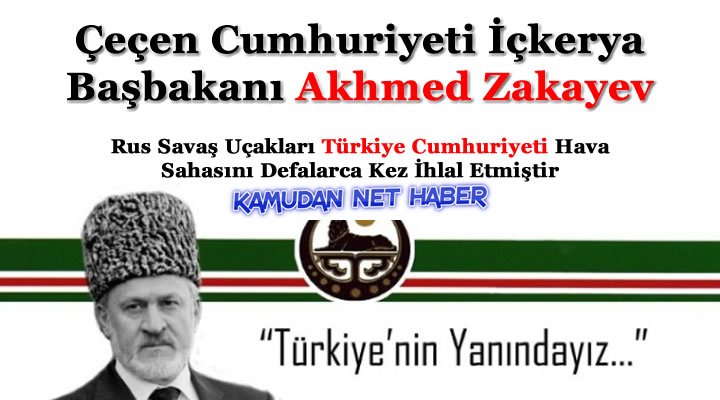 Çeçen Cumhuriyeti İçkerya
Başbakanı Akhmed Zakayev
Rus Savaş Uçakları Türkiye Cumhuriyeti Hava
Sahasını Defalarca Kez İhlal Etmiştir
KAMUDAN NET HABER
“Türkiye’nin Yanındayız...”